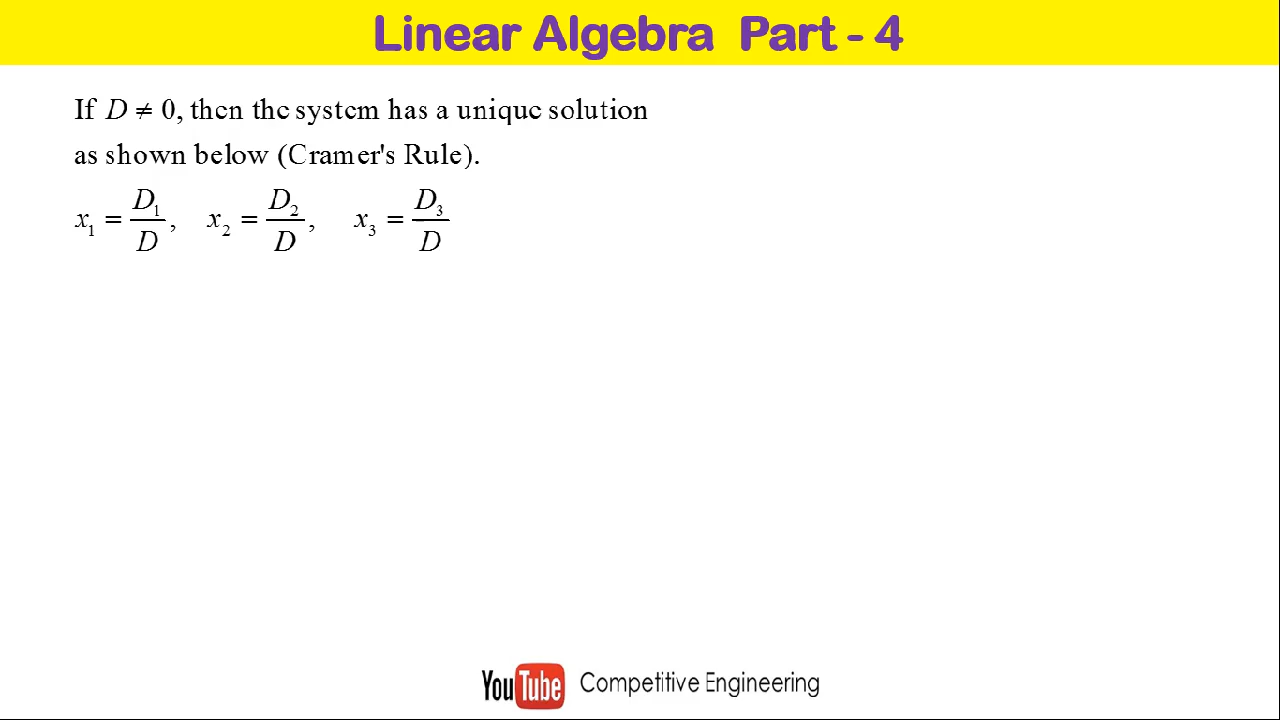 Linear Algebra Part - 4
If D ≠ 0, then the system has a unique solution
as shown below (Cramer's Rule).
x₁ = D₁/D, x₂ = D₂/D, x₃ = D₃/D
YouTube Competitive Engineering